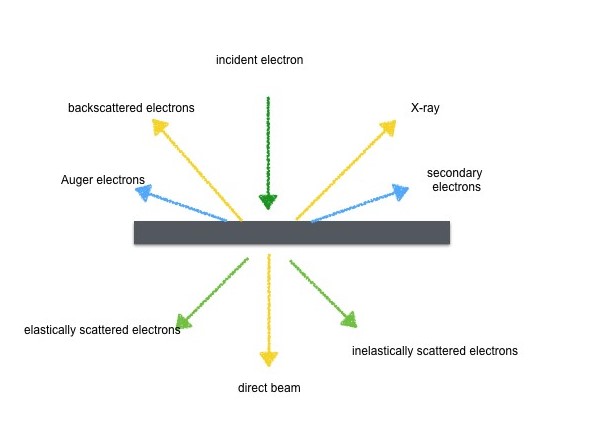 incident electron
backscattered electrons
X-ray
Auger electrons
secondary
electrons
elastically scattered electrons
inelastically scattered electrons
direct beam